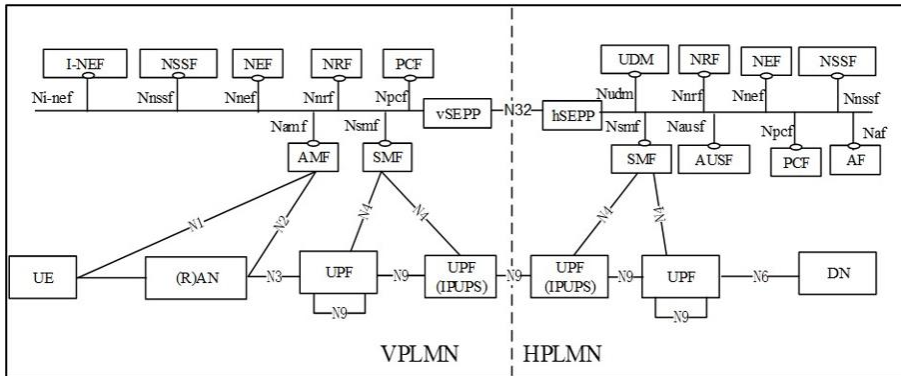 I-NEF NSSF NEF NRF PCF UDM NRF NEF NSSF
Ni-nef Nnssf Nnef Nnrf Npcf Nudm Nnrf Nnef Nnssf
vSEPP N32 hSEPP
Namf Nsmf Nsmf Nausf Npcf Naf
AMF SMF SMF AUSF PCF AF
N1 N2 N4 N4 N4 N4
UE (R)AN N3 UPF N9 UPF (IPUPS) N9 UPF (IPUPS) N9 UPF N6 DN
N9 N9
VPLMN HPLMN